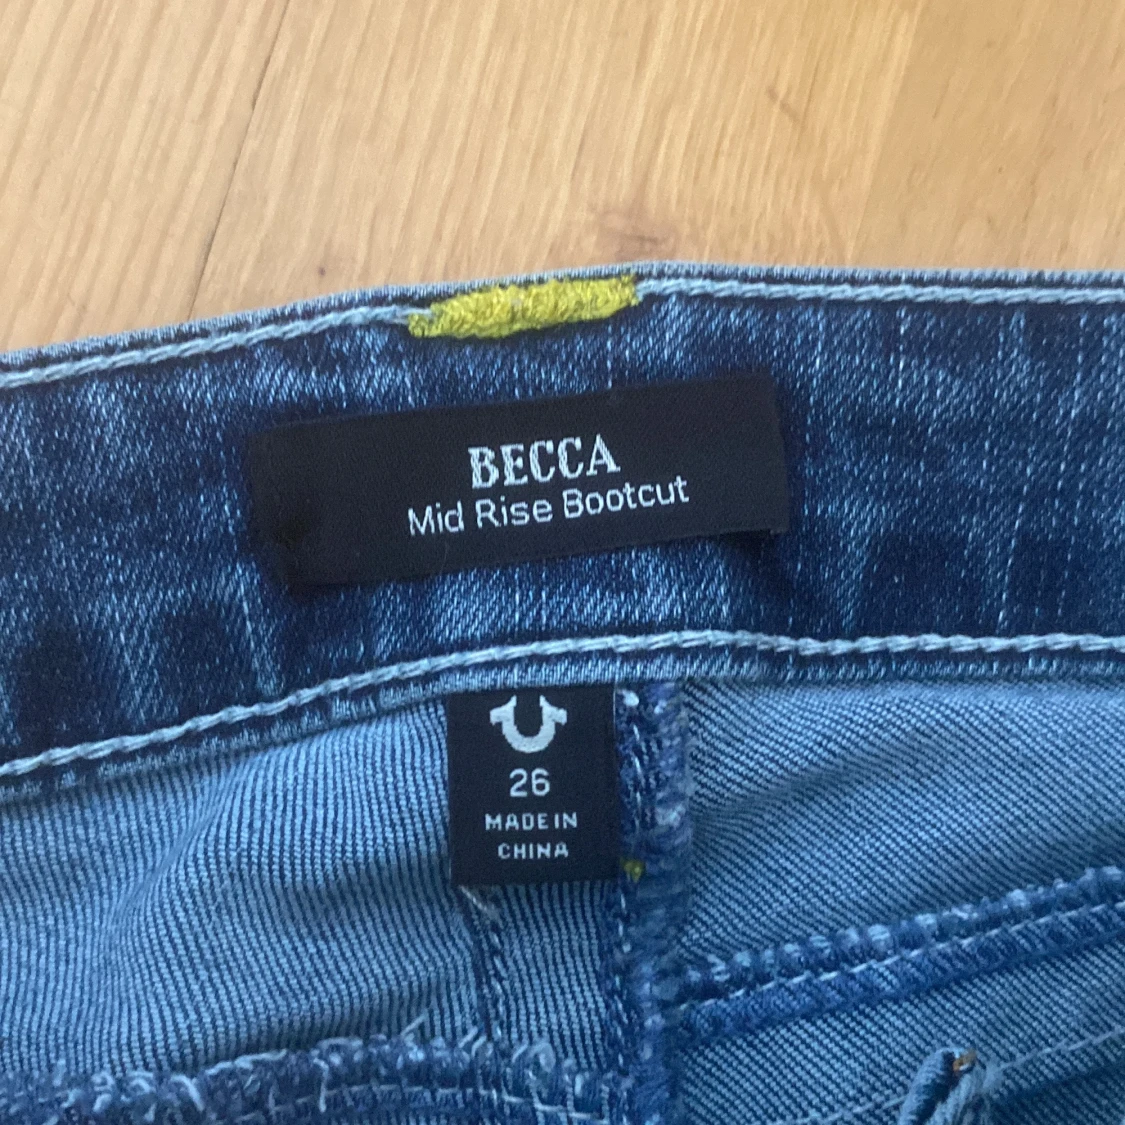 BECCA
Mid Rise Bootcut
26
MADE IN
CHINA